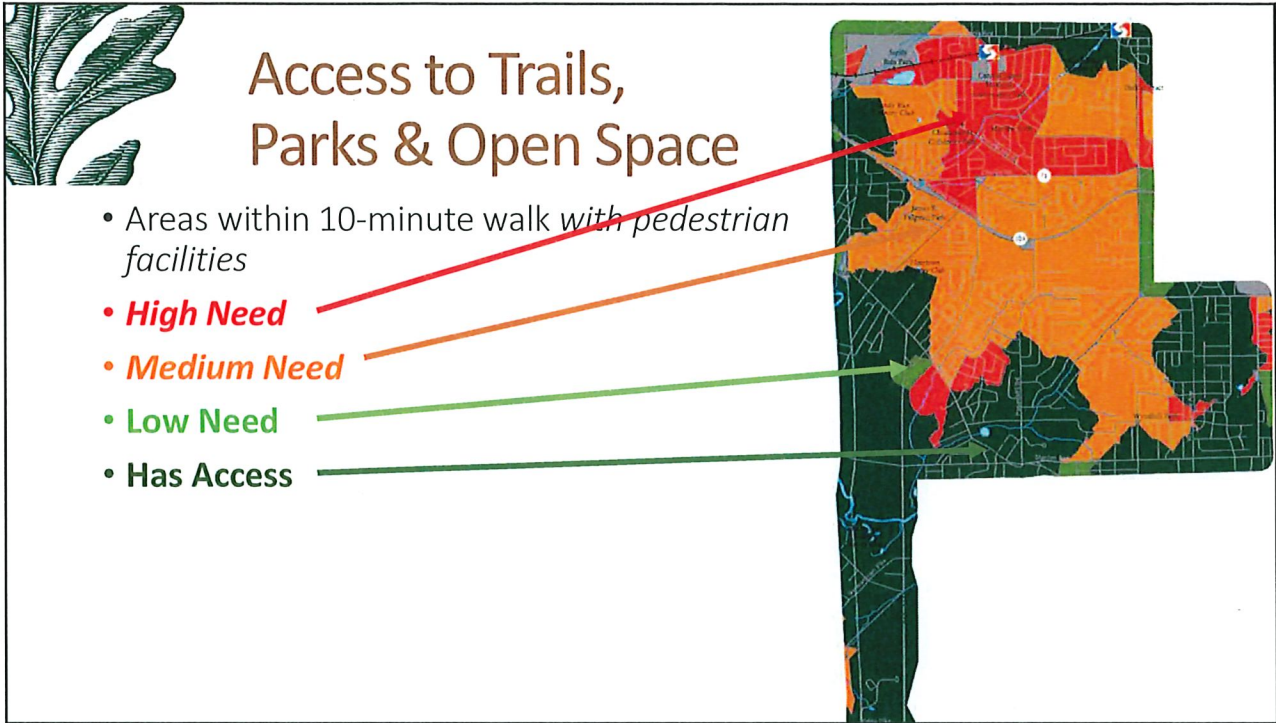 Access to Trails,
Parks & Open Space
• Areas within 10-minute walk with pedestrian
facilities
• High Need
• Medium Need
• Low Need
• Has Access